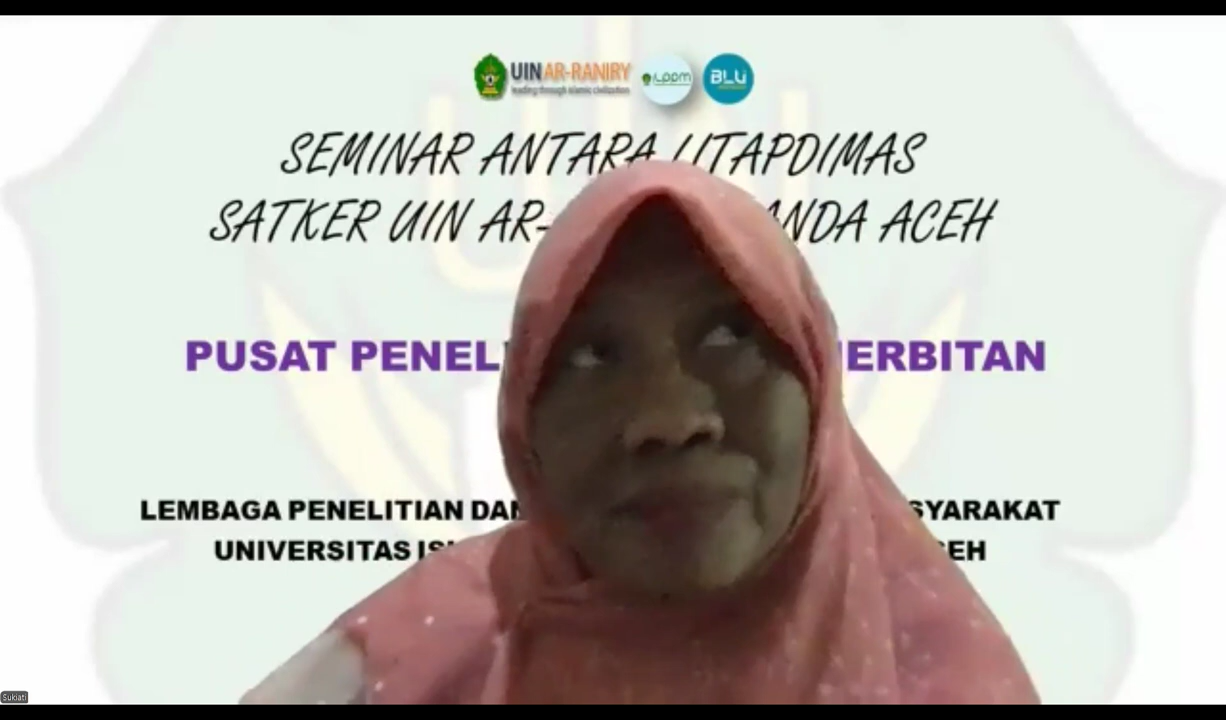 UIN AR-RANIRY
leading through islamic civilization
LPPM
BLU
SEMINAR ANTARA LITAPDIMAS
SATKER UIN AR- ANDA ACEH
PUSAT PENEL ERBITAN
LEMBAGA PENELITIAN DAN SYARAKAT
UNIVERSITAS IS EH
Sukiati